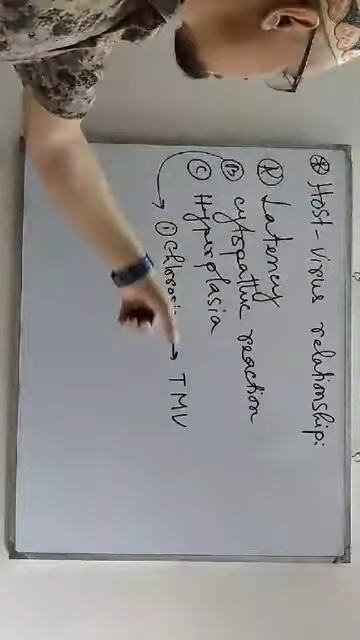 * Host-virus relationship:
A Latency
B cytopathic reaction
C Hyperplasia
① Chlorosis → TMV